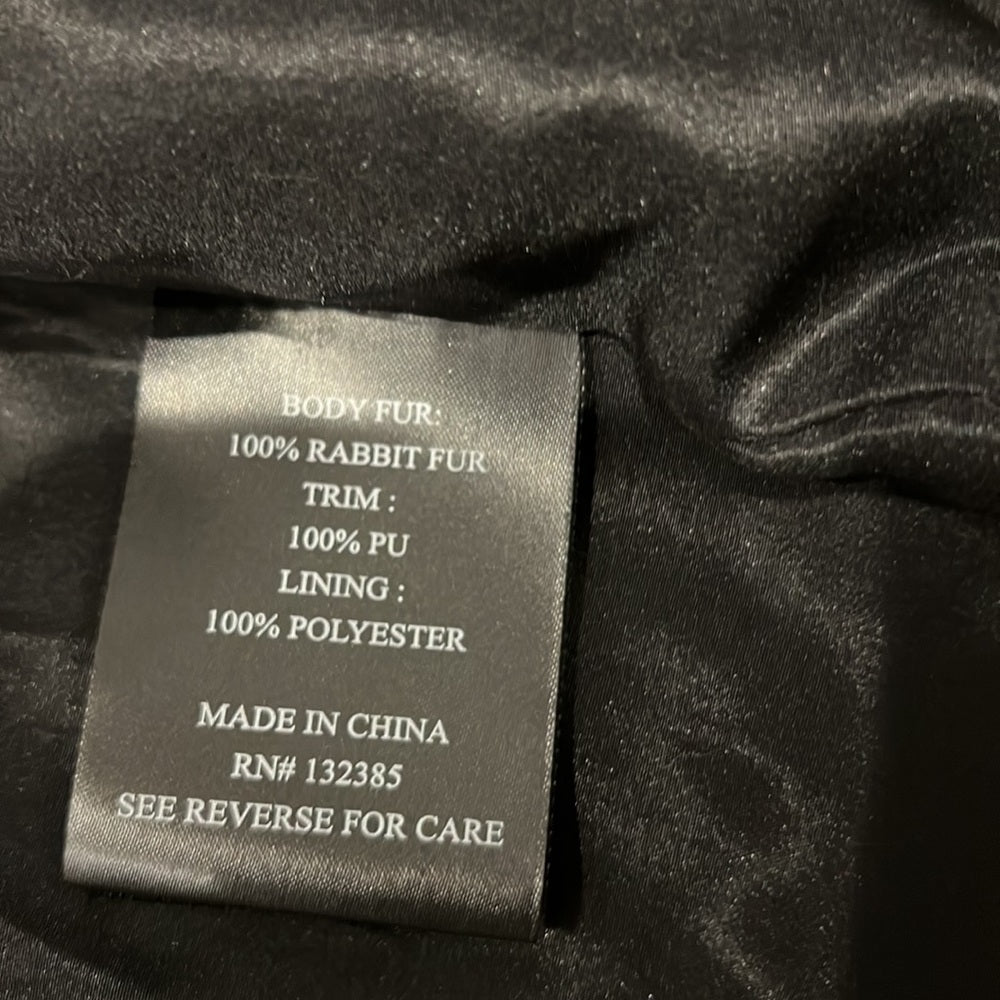 BODY FUR:
100% RABBIT FUR
TRIM :
100% PU
LINING :
100% POLYESTER
MADE IN CHINA
RN# 132385
SEE REVERSE FOR CARE